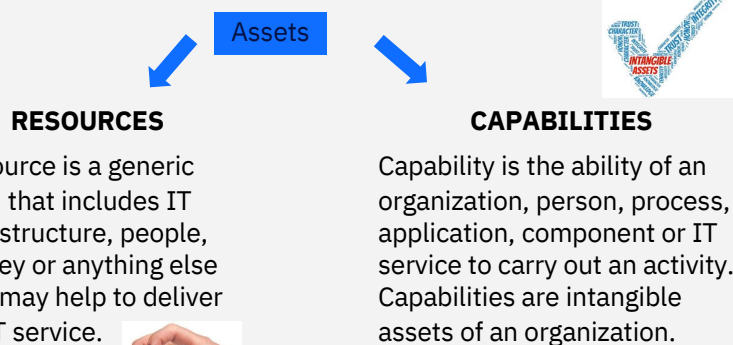 Assets
INTANGIBLE
ASSETS
TRUST
CHARACTER
TRUST
INTEGRITY
RESOURCES
ource is a generic
that includes IT
structure, people,
ey or anything else
may help to deliver
T service.
CAPABILITIES
Capability is the ability of an
organization, person, process,
application, component or IT
service to carry out an activity.
Capabilities are intangible
assets of an organization.